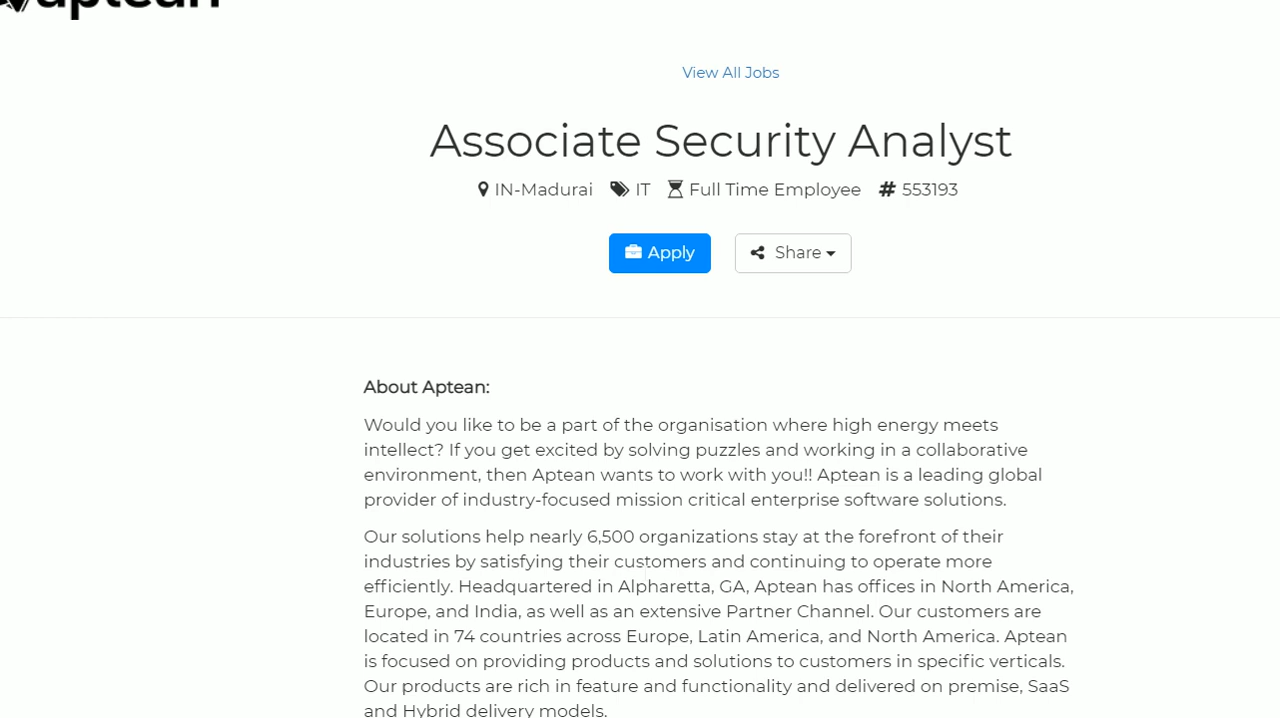 aptean
View All Jobs
Associate Security Analyst
IN-Madurai IT Full Time Employee # 553193
Apply Share
About Aptean:
Would you like to be a part of the organisation where high energy meets
intellect? If you get excited by solving puzzles and working in a collaborative
environment, then Aptean wants to work with you!! Aptean is a leading global
provider of industry-focused mission critical enterprise software solutions.
Our solutions help nearly 6,500 organizations stay at the forefront of their
industries by satisfying their customers and continuing to operate more
efficiently. Headquartered in Alpharetta, GA, Aptean has offices in North America,
Europe, and India, as well as an extensive Partner Channel. Our customers are
located in 74 countries across Europe, Latin America, and North America. Aptean
is focused on providing products and solutions to customers in specific verticals.
Our products are rich in feature and functionality and delivered on premise, SaaS
and Hybrid delivery models.